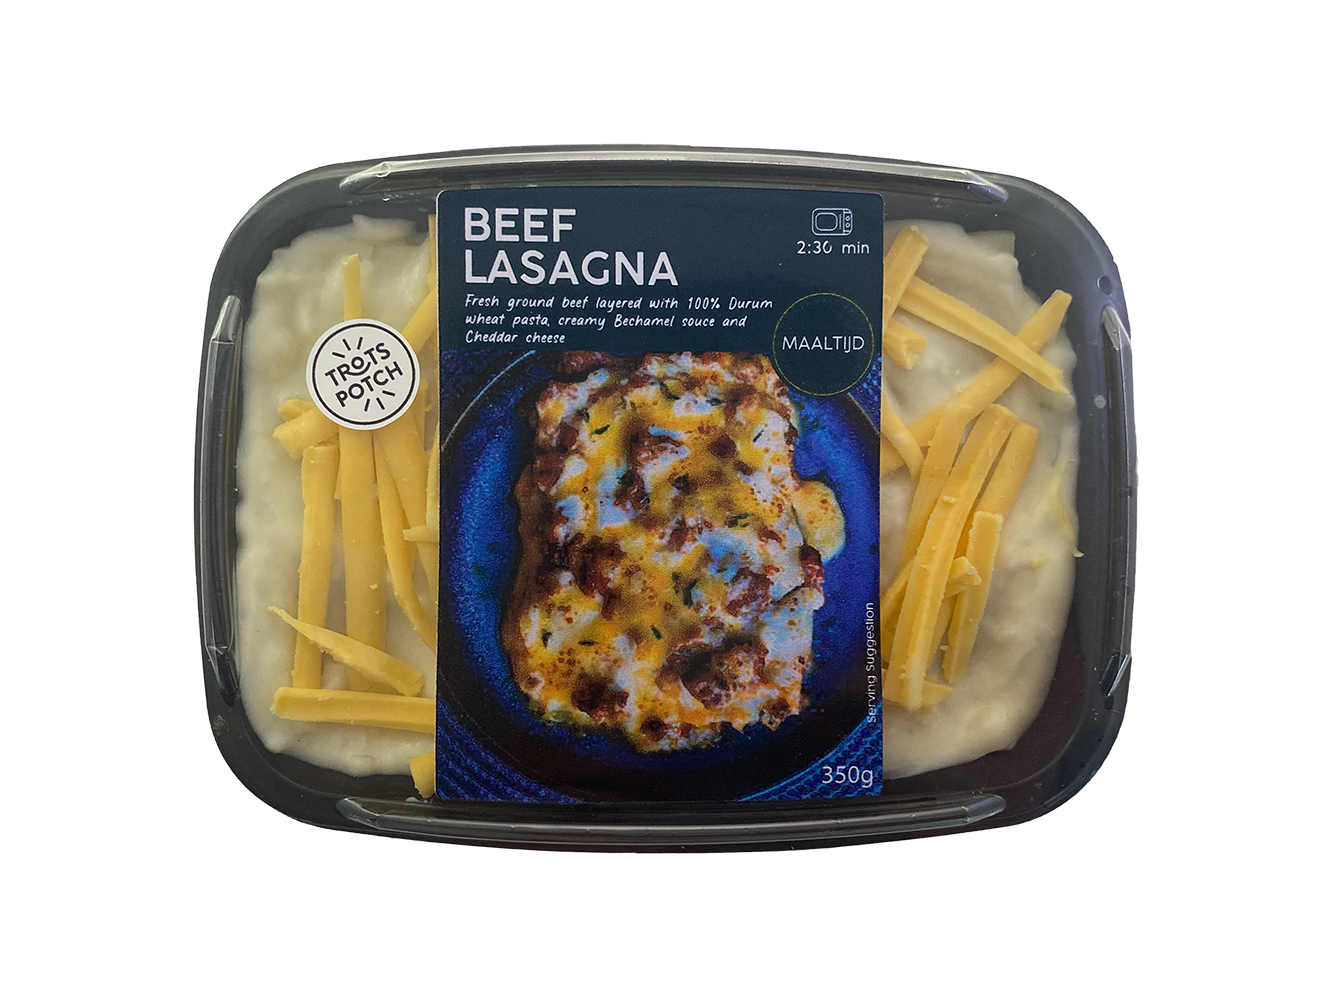 BEEF
LASAGNA
2:30 min
Fresh ground beef layered with 100% Durum
wheat pasta, creamy Bechamel souce and
Cheddar cheese
MAALTIJD
TROTS
POTCH
Serving Suggestion
350g